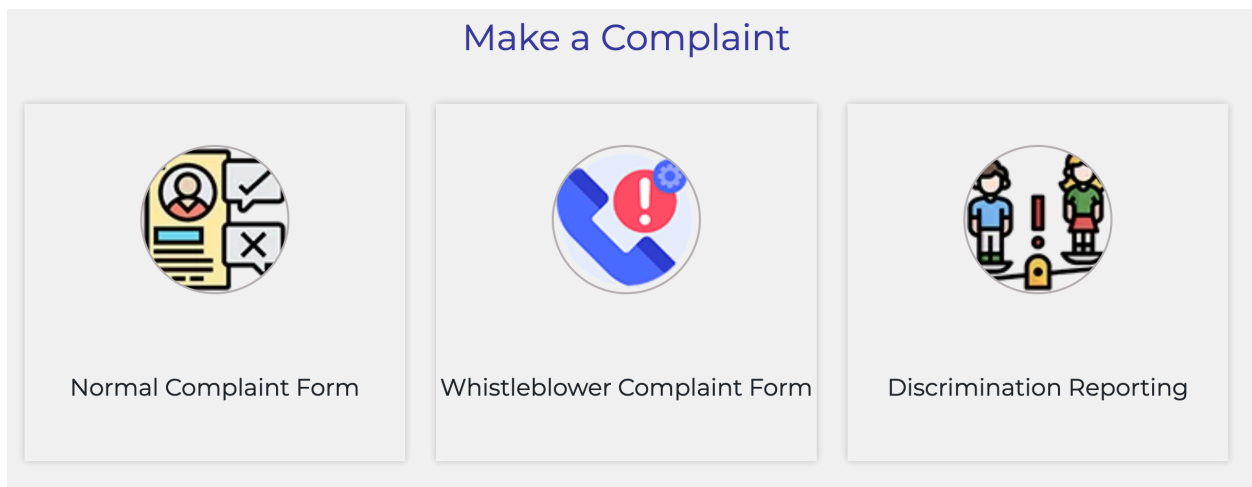 Make a Complaint
Normal Complaint Form
Whistleblower Complaint Form
Discrimination Reporting